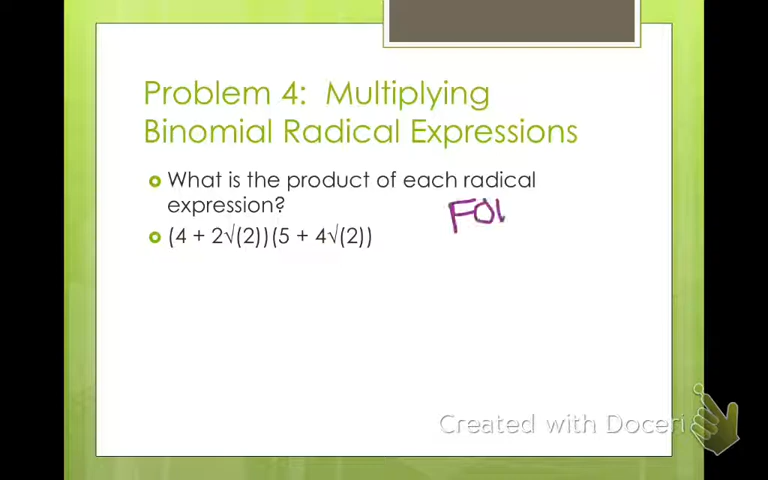 Problem 4: Multiplying
Binomial Radical Expressions
What is the product of each radical
expression?
FOI
(4 + 2√(2))(5 + 4√(2))
Created with Doceri